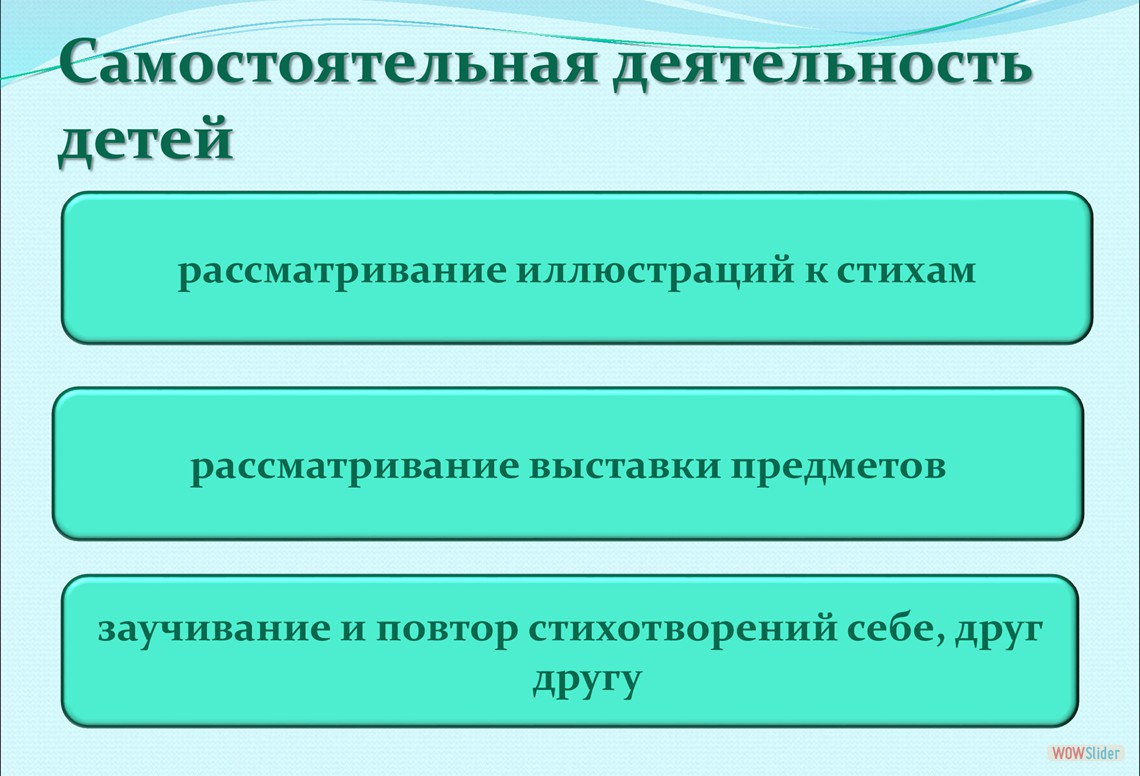 Самостоятельная деятельность
детей
рассматривание иллюстраций к стихам
рассматривание выставки предметов
заучивание и повтор стихотворений себе, друг
другу
WOWSlider